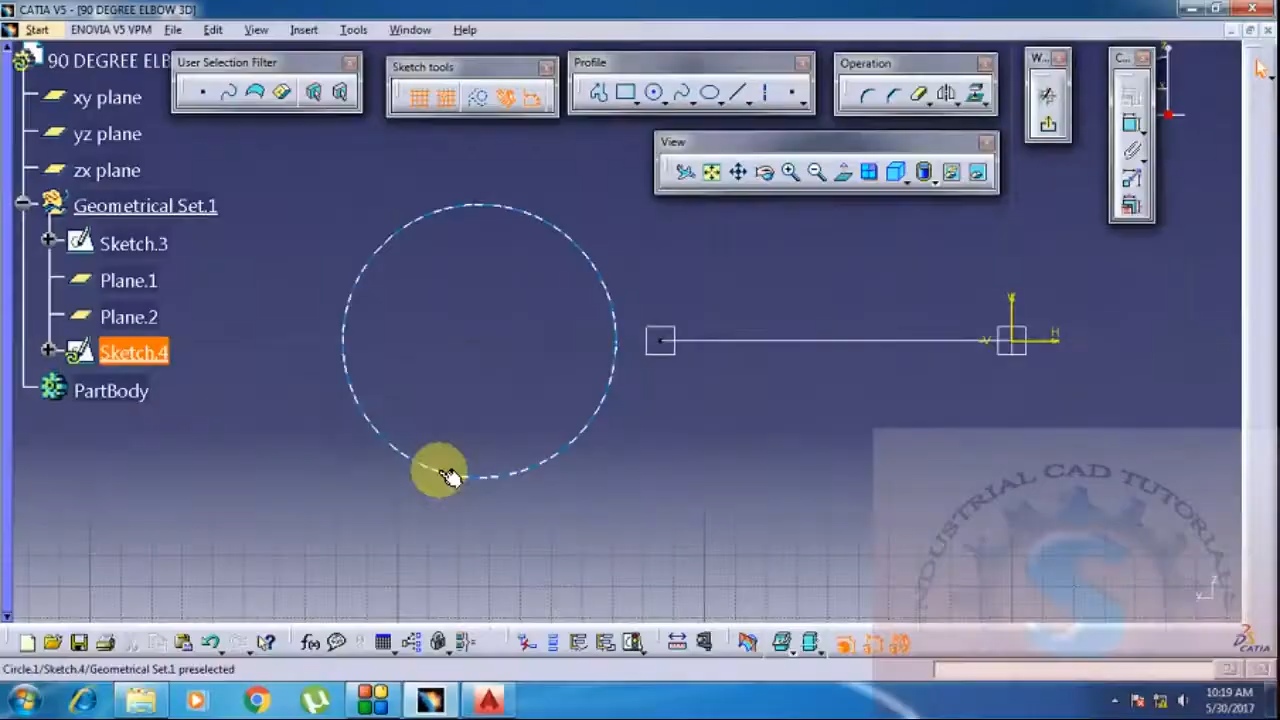 CATIA V5 - [90 DEGREE ELBOW 3D]
Start ENOVIA V5 VPM File Edit View Insert Tools Window Help
90 DEGREE ELB
User Selection Filter
Sketch tools
Profile
Operation
W...
C...
View
xy plane
yz plane
zx plane
Geometrical Set.1
Sketch.3
Plane.1
Plane.2
Sketch.4
PartBody
V
H
INDUSTRIAL CAD TUTORIALS
S
f(x)
CATIA
Circle.1/Sketch.4/Geometrical Set.1 preselected
10:19 AM
5/30/2017